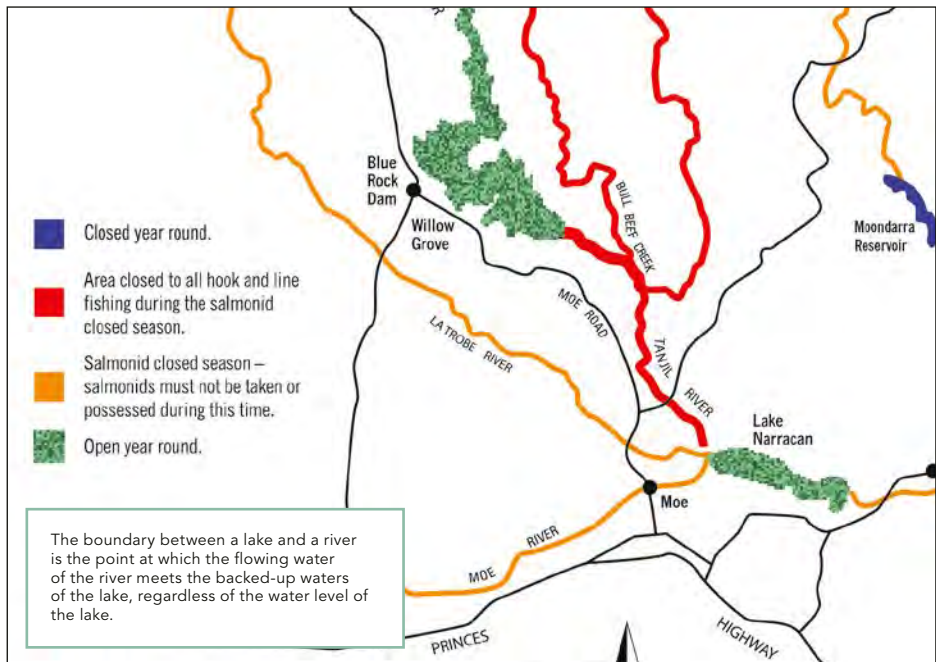 R
Blue
Rock
Dam
Willow
Grove
BULL BEEF CREEK
Moondarra
Reservoir
Closed year round.
Area closed to all hook and line
fishing during the salmonid
closed season.
MOE ROAD
LA TROBE RIVER
TANJIL RIVER
Salmonid closed season –
salmonids must not be taken or
possessed during this time.
Lake
Narracan
Open year round.
Moe
MOE RIVER
The boundary between a lake and a river
is the point at which the flowing water
of the river meets the backed-up waters
of the lake, regardless of the water level of
the lake.
PRINCES HIGHWAY